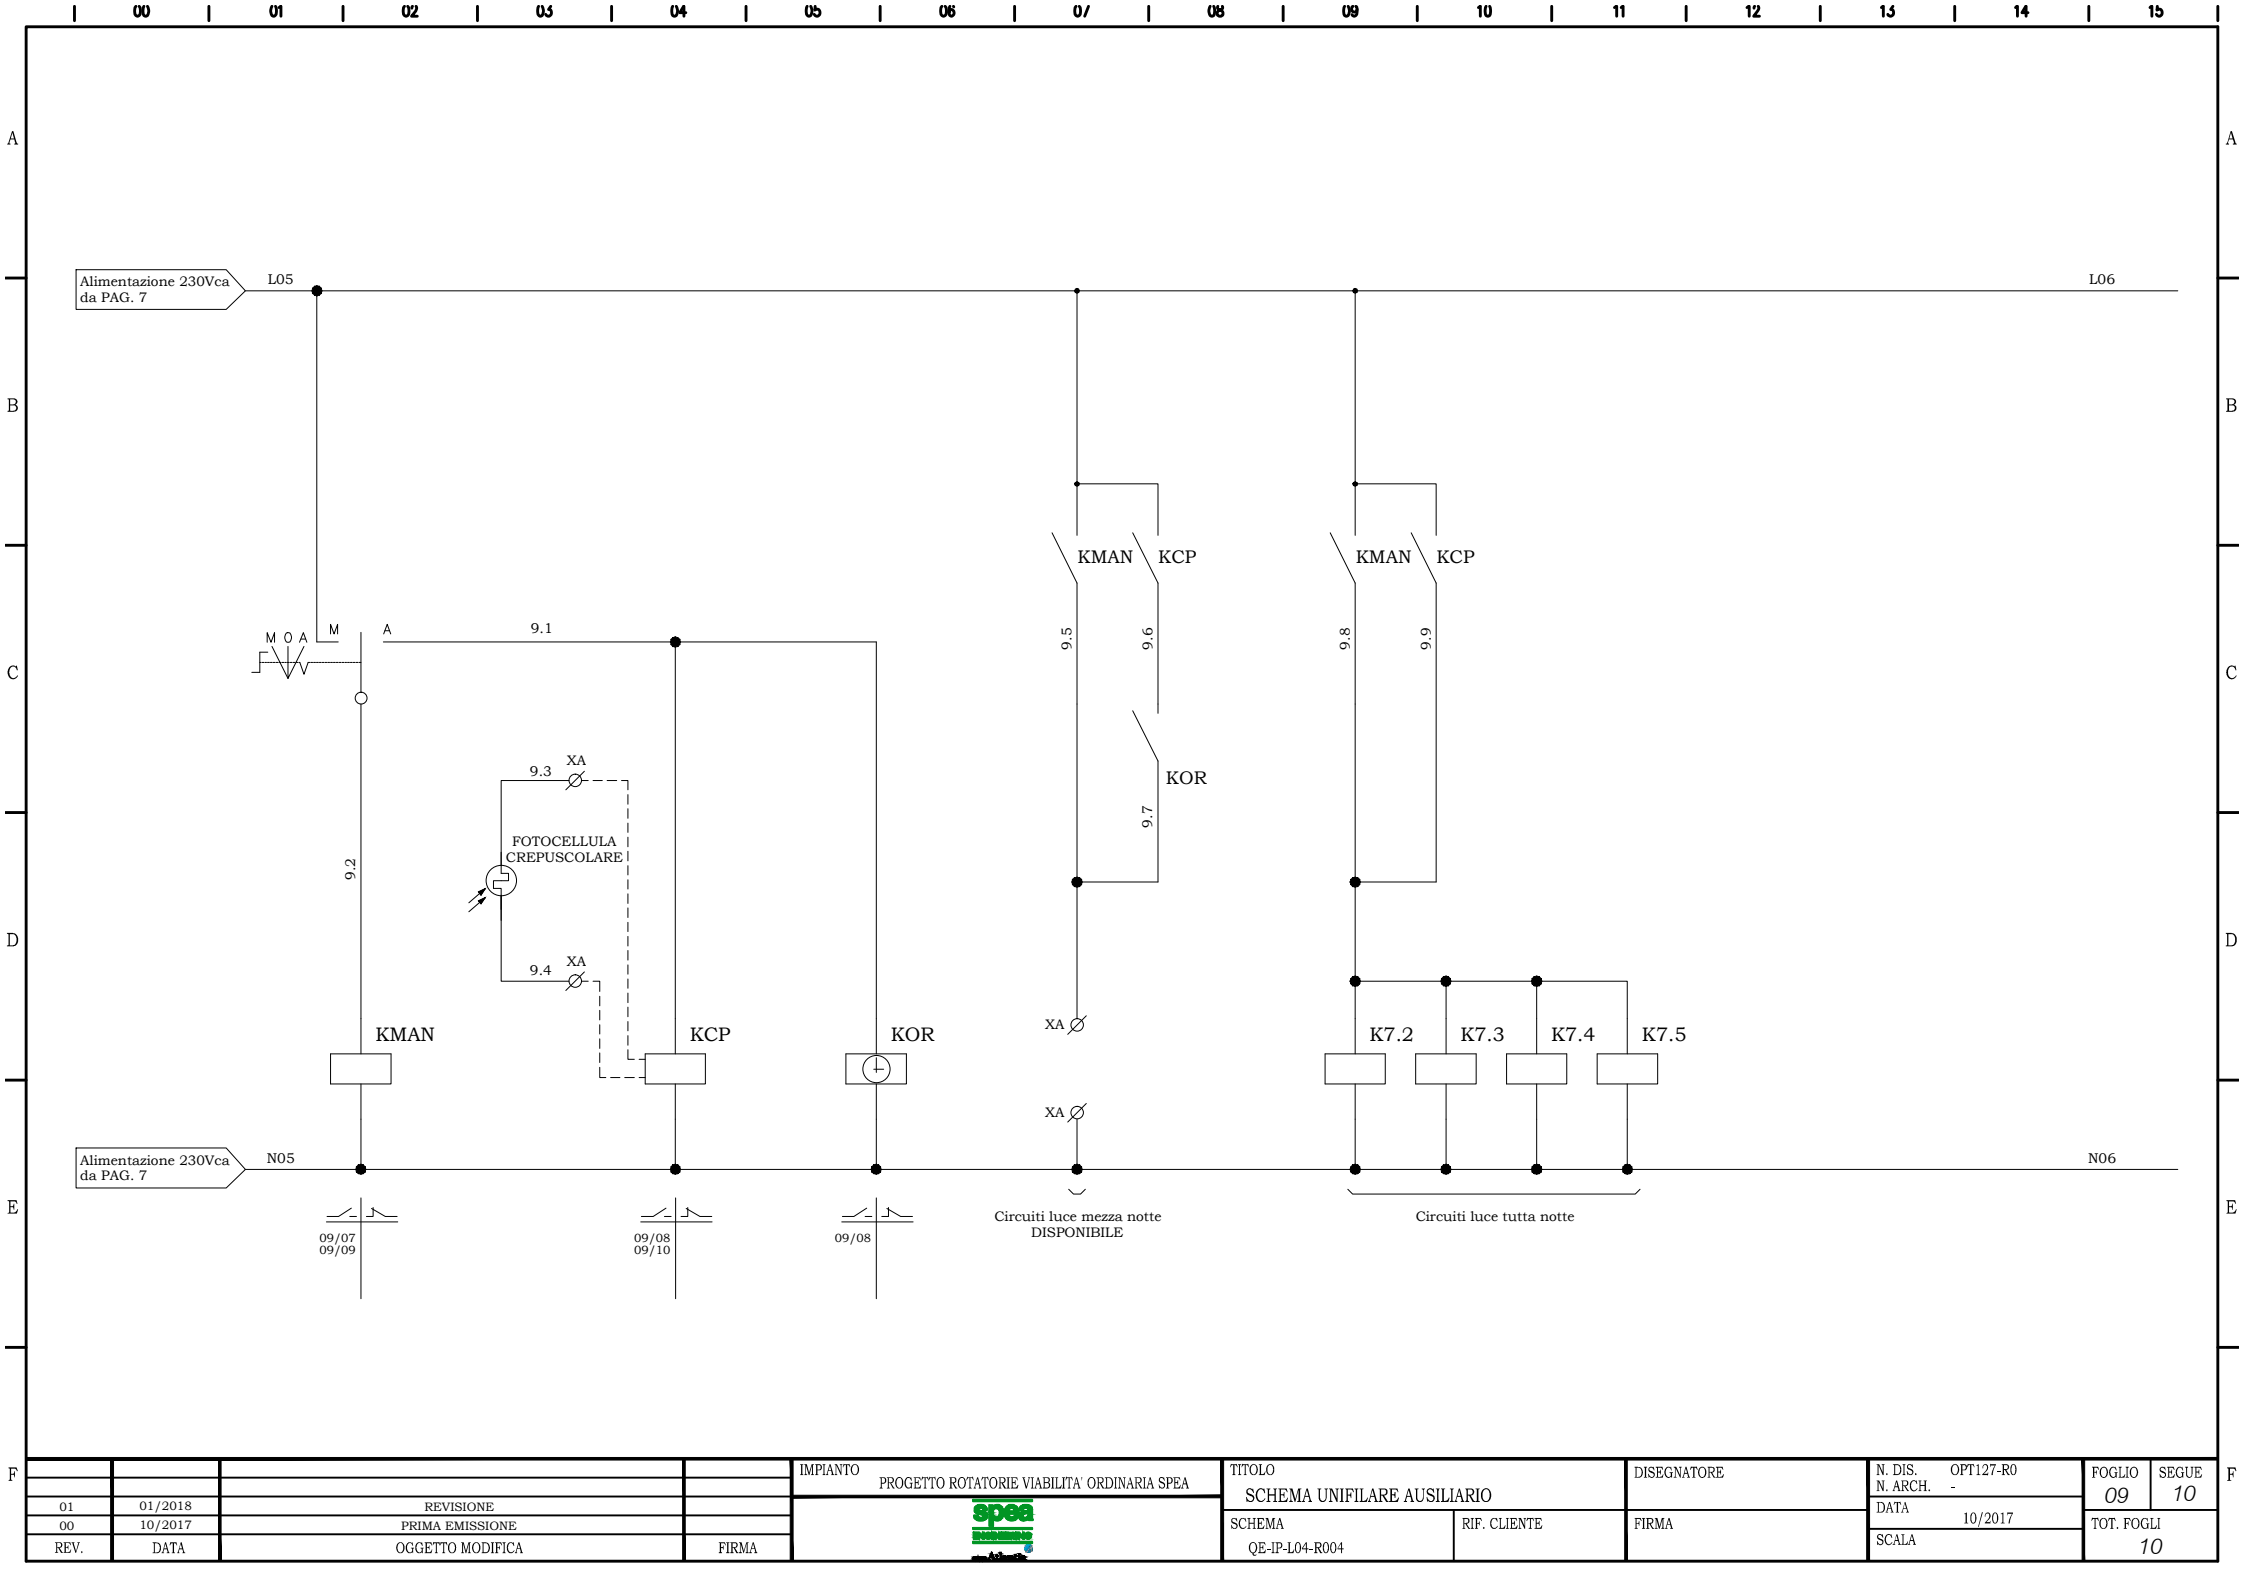 00 01 02 03 04 05 06 07 08 09 10 11 12 13 14 15
A A
Alimentazione 230Vca
da PAG. 7
L05 L06
B B
KMAN KCP KMAN KCP
M O A M A 9.1
9.5 9.6 9.8 9.9
C C
XA
9.3
KOR
9.7
FOTOCELLULA
CREPUSCOLARE
9.2
D D
XA
9.4
XA
KMAN KCP KOR K7.2 K7.3 K7.4 K7.5
XA
Alimentazione 230Vca
da PAG. 7
N05 N06
E E
Circuiti luce mezza notte
DISPONIBILE
Circuiti luce tutta notte
09/07
09/09
09/08
09/10
09/08
F F
01 01/2018 REVISIONE
00 10/2017 PRIMA EMISSIONE
REV. DATA OGGETTO MODIFICA FIRMA
IMPIANTO
PROGETTO ROTATORIE VIABILITA' ORDINARIA SPEA
spea
TITOLO
SCHEMA UNIFILARE AUSILIARIO
SCHEMA
QE-IP-L04-R004
RIF. CLIENTE
DISEGNATORE
FIRMA
N. DIS. OPT127-R0
N. ARCH. -
DATA
10/2017
SCALA
FOGLIO
09
SEGUE
10
TOT. FOGLI
10